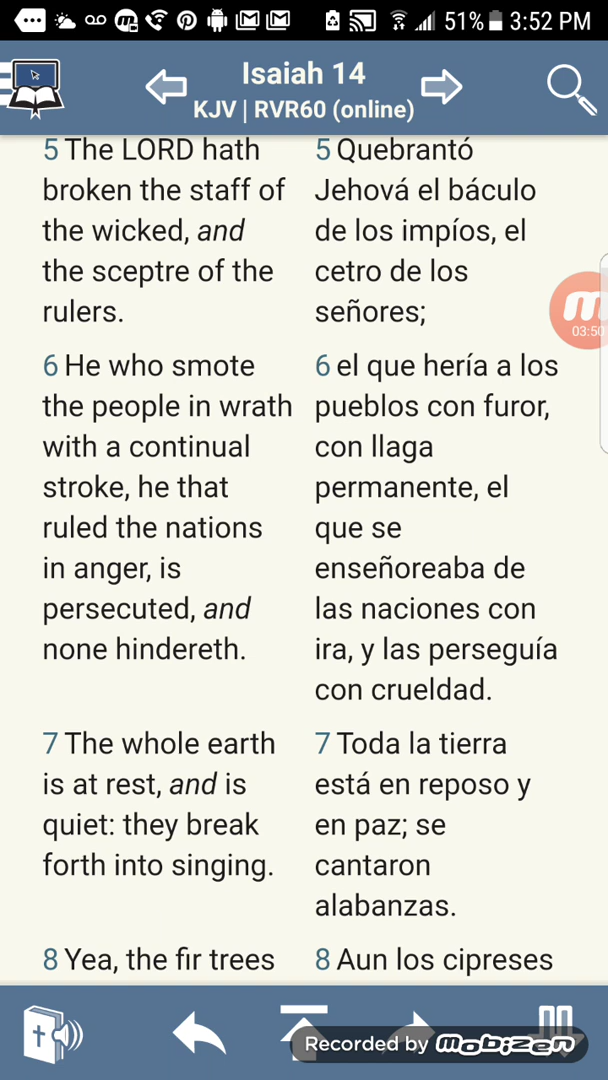 51% 3:52 PM
Isaiah 14
KJV | RVR60 (online)
5 The LORD hath
broken the staff of
the wicked, and
the sceptre of the
rulers.
5 Quebrantó
Jehová el báculo
de los impíos, el
cetro de los
señores;
03:50
6 He who smote
the people in wrath
with a continual
stroke, he that
ruled the nations
in anger, is
persecuted, and
none hindereth.
6 el que hería a los
pueblos con furor,
con llaga
permanente, el
que se
enseñoreaba de
las naciones con
ira, y las perseguía
con crueldad.
7 The whole earth
is at rest, and is
quiet: they break
forth into singing.
7 Toda la tierra
está en reposo y
en paz; se
cantaron
alabanzas.
8 Yea, the fir trees
8 Aun los cipreses
Recorded by mobizen